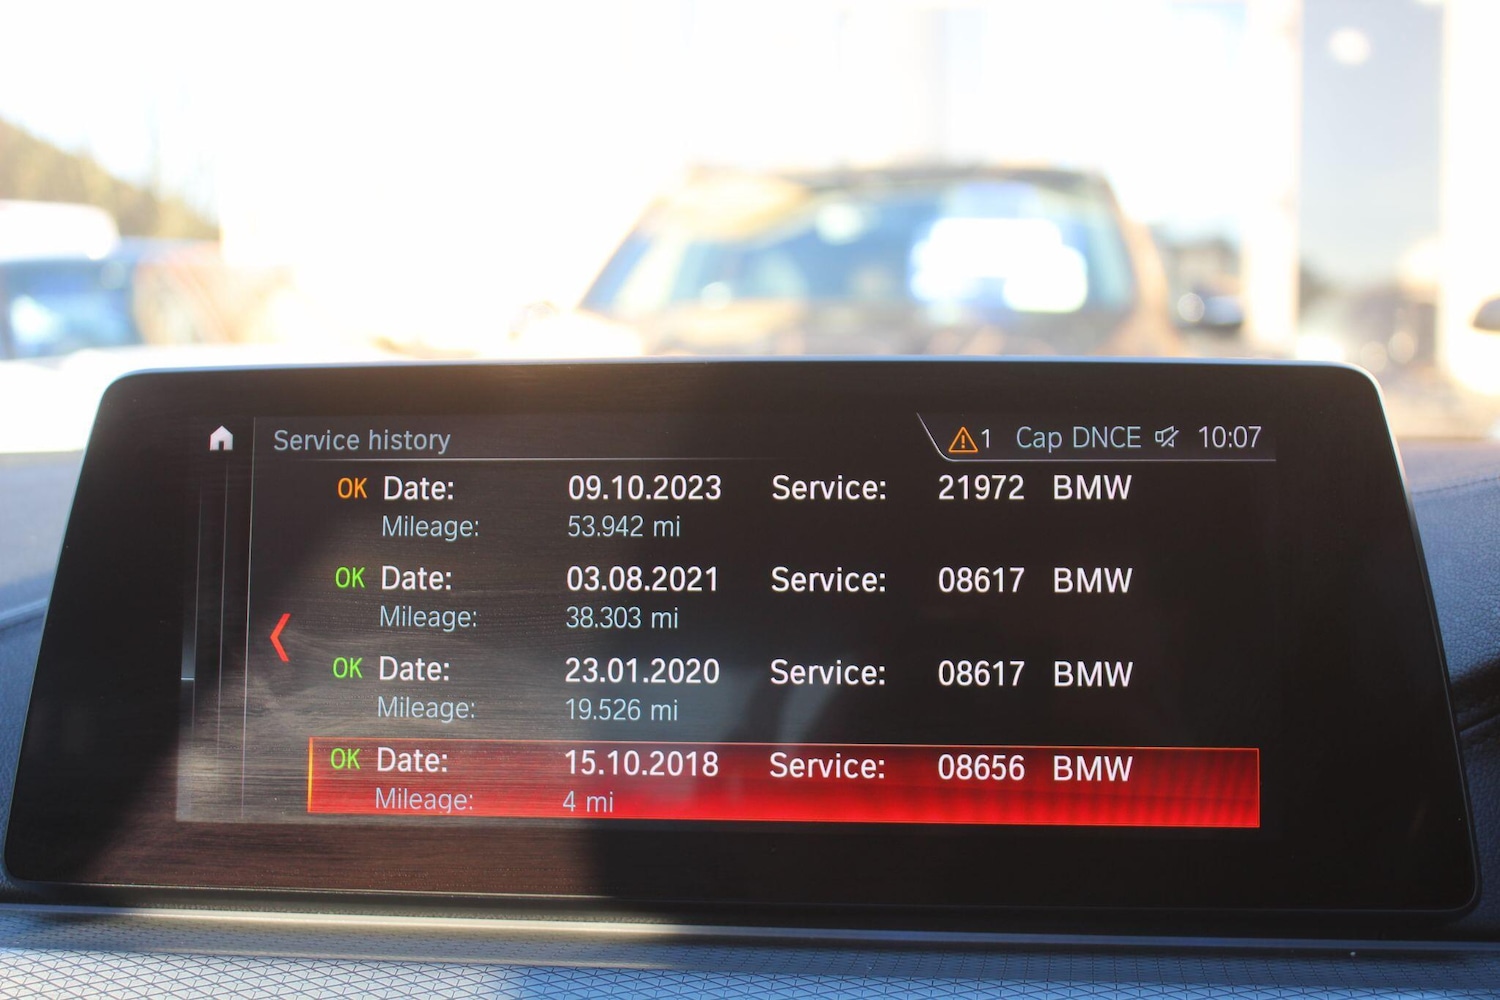 Service history 1 Cap DNCE 10:07
OK Date: 09.10.2023 Service: 21972 BMW
Mileage: 53.942 mi
OK Date: 03.08.2021 Service: 08617 BMW
Mileage: 38.303 mi
OK Date: 23.01.2020 Service: 08617 BMW
Mileage: 19.526 mi
OK Date: 15.10.2018 Service: 08656 BMW
Mileage: 4 mi